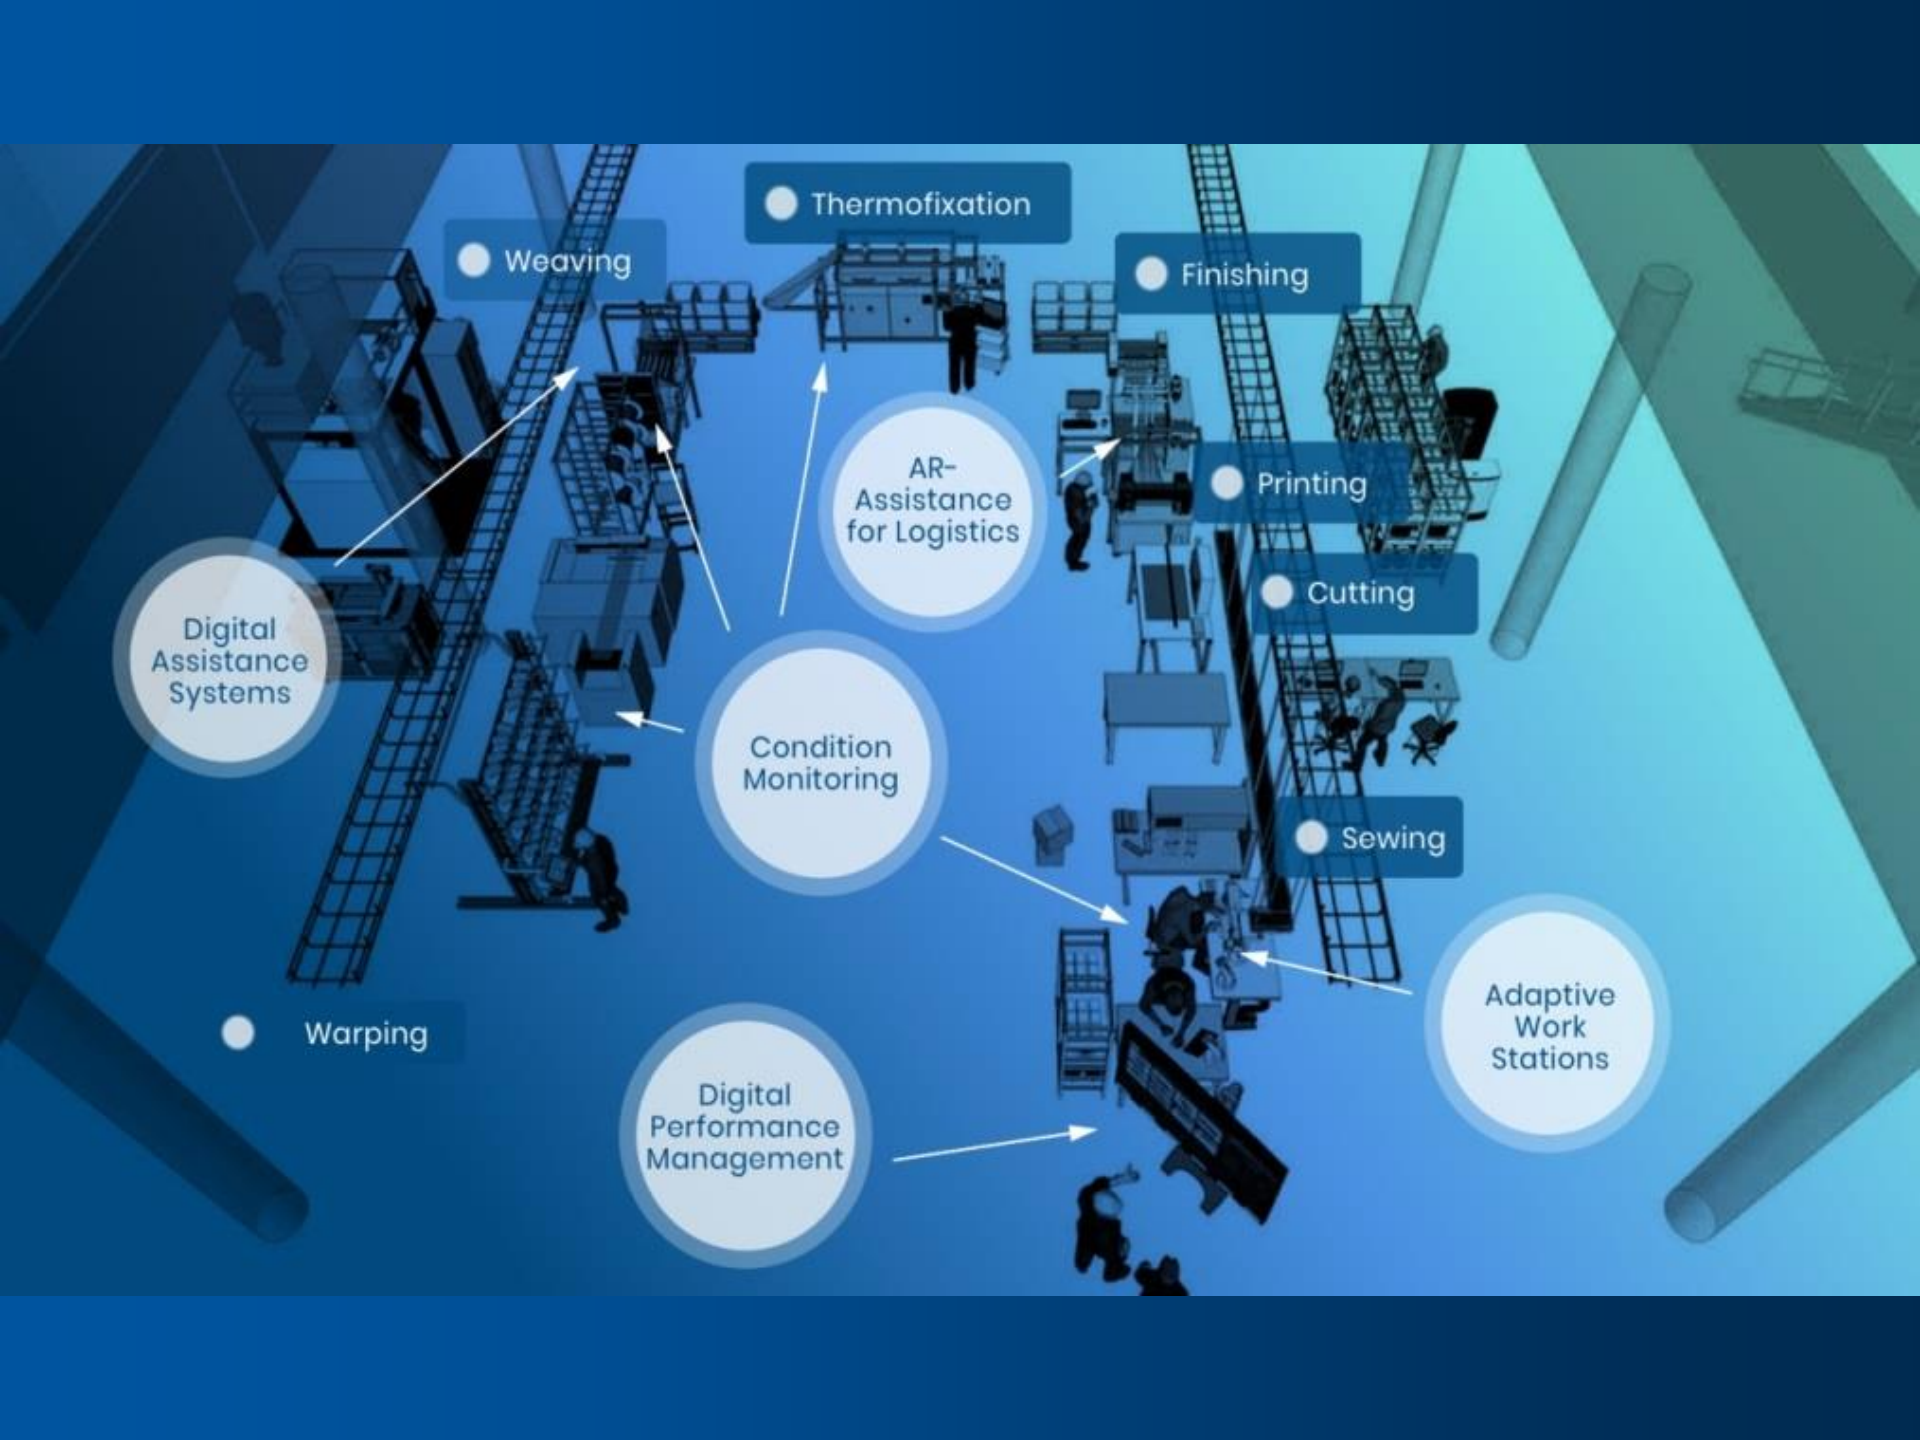 Thermofixation
Weaving
Finishing
AR-
Assistance
for Logistics
Printing
Cutting
Digital
Assistance
Systems
Condition
Monitoring
Sewing
Adaptive
Work
Stations
Warping
Digital
Performance
Management